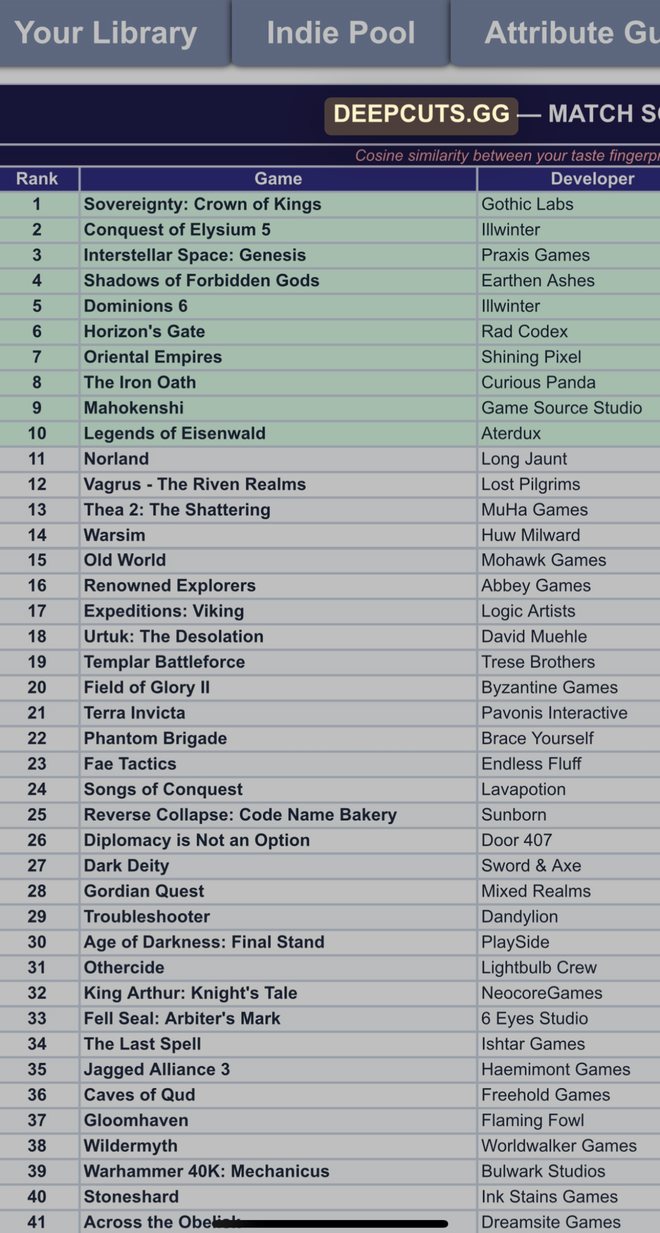 Your Library Indie Pool Attribute Gu
DEEPCUTS.GG — MATCH SC
Cosine similarity between your taste fingerpr
Rank Game Developer
1 Sovereignty: Crown of Kings Gothic Labs
2 Conquest of Elysium 5 Illwinter
3 Interstellar Space: Genesis Praxis Games
4 Shadows of Forbidden Gods Earthen Ashes
5 Dominions 6 Illwinter
6 Horizon's Gate Rad Codex
7 Oriental Empires Shining Pixel
8 The Iron Oath Curious Panda
9 Mahokenshi Game Source Studio
10 Legends of Eisenwald Aterdux
11 Norland Long Jaunt
12 Vagrus - The Riven Realms Lost Pilgrims
13 Thea 2: The Shattering MuHa Games
14 Warsim Huw Milward
15 Old World Mohawk Games
16 Renowned Explorers Abbey Games
17 Expeditions: Viking Logic Artists
18 Urtuk: The Desolation David Muehle
19 Templar Battleforce Trese Brothers
20 Field of Glory II Byzantine Games
21 Terra Invicta Pavonis Interactive
22 Phantom Brigade Brace Yourself
23 Fae Tactics Endless Fluff
24 Songs of Conquest Lavapotion
25 Reverse Collapse: Code Name Bakery Sunborn
26 Diplomacy is Not an Option Door 407
27 Dark Deity Sword & Axe
28 Gordian Quest Mixed Realms
29 Troubleshooter Dandylion
30 Age of Darkness: Final Stand PlaySide
31 Othercide Lightbulb Crew
32 King Arthur: Knight's Tale NeocoreGames
33 Fell Seal: Arbiter's Mark 6 Eyes Studio
34 The Last Spell Ishtar Games
35 Jagged Alliance 3 Haemimont Games
36 Caves of Qud Freehold Games
37 Gloomhaven Flaming Fowl
38 Wildermyth Worldwalker Games
39 Warhammer 40K: Mechanicus Bulwark Studios
40 Stoneshard Ink Stains Games
41 Across the Obelisk Dreamsite Games